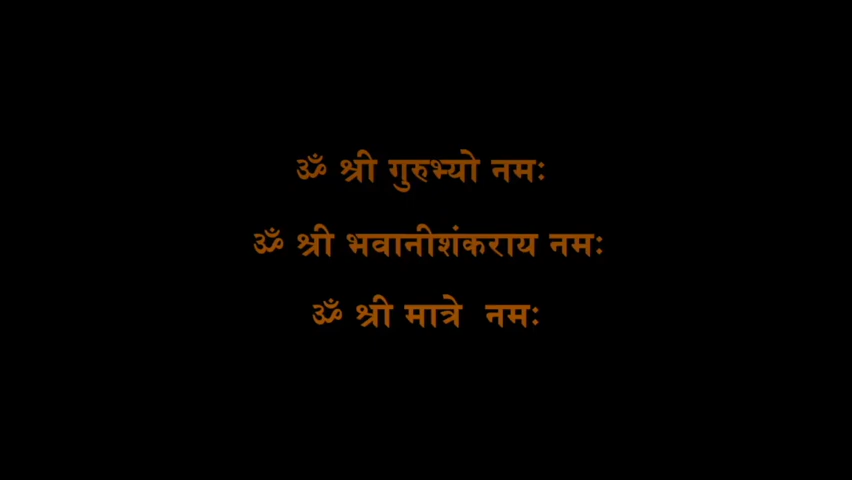 ॐ श्री गुरुभ्यो नमः
ॐ श्री भवानीशंकराय नमः
ॐ श्री मात्रे नमः